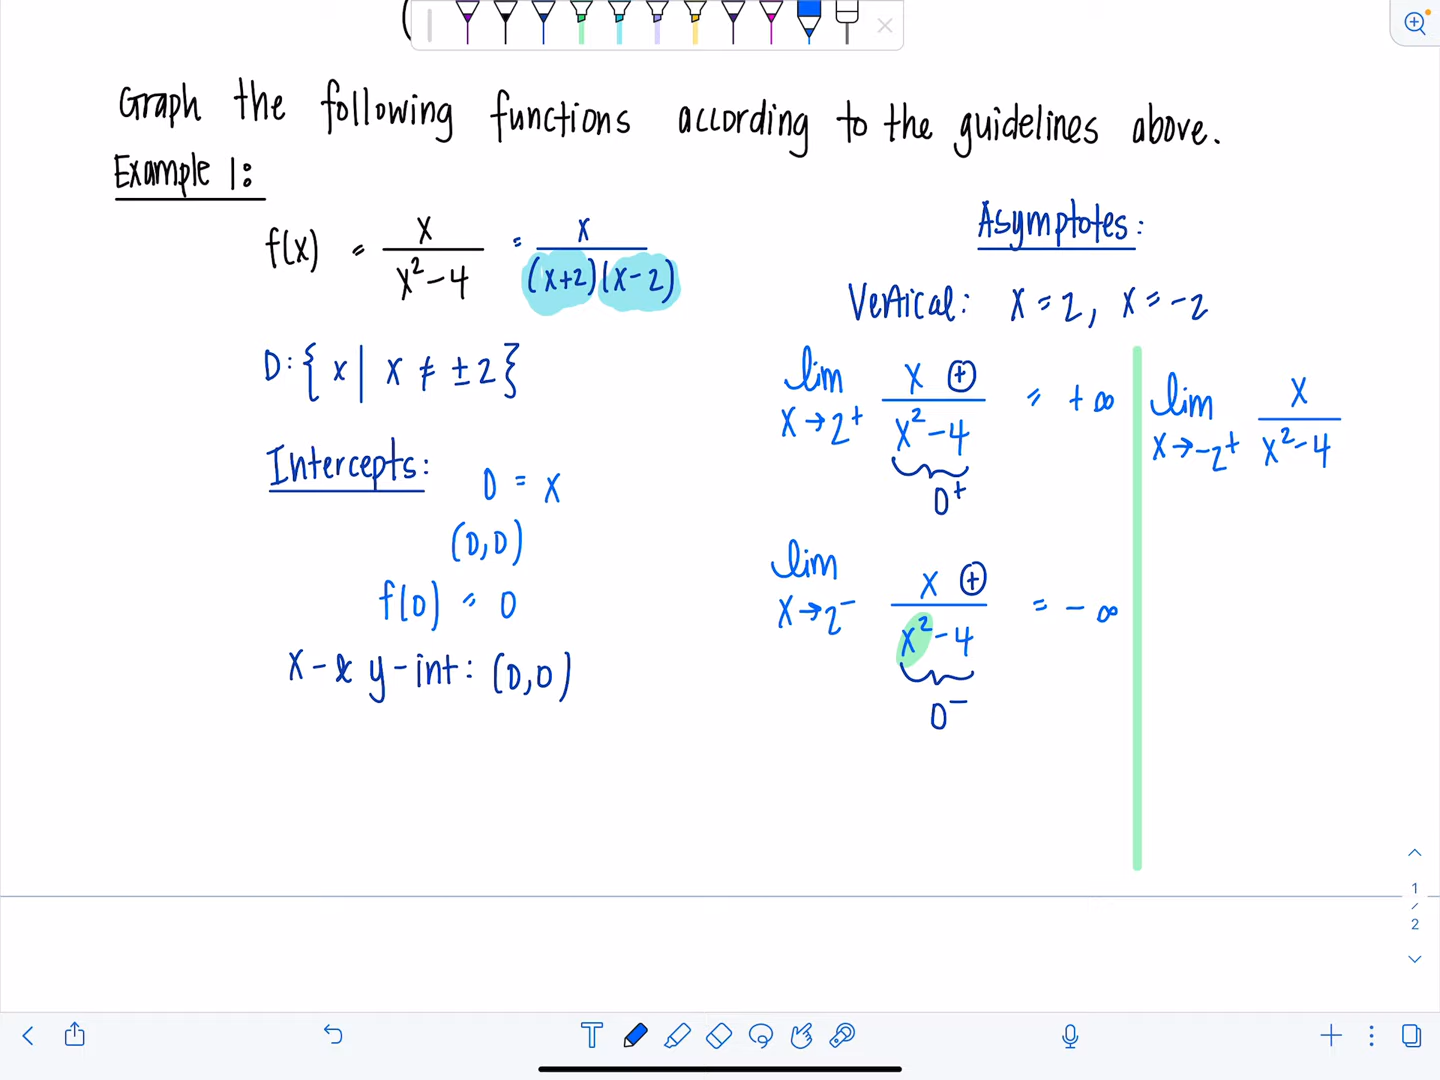 Graph the following functions according to the guidelines above.
Example 1:
f(x) = x / (x² - 4) = x / ((x+2)(x-2))
D: { x | x ≠ ±2 }
Intercepts:
0 = x
(0,0)
f(0) = 0
x- & y-int: (0,0)
Asymptotes:
Vertical: x = 2, x = -2
lim x→2⁺ x ⊕ / (x² - 4) = +∞
0⁺
lim x→2⁻ x ⊕ / (x² - 4) = -∞
0⁻
lim x→-2⁺ x / (x² - 4)
1
/
2
T